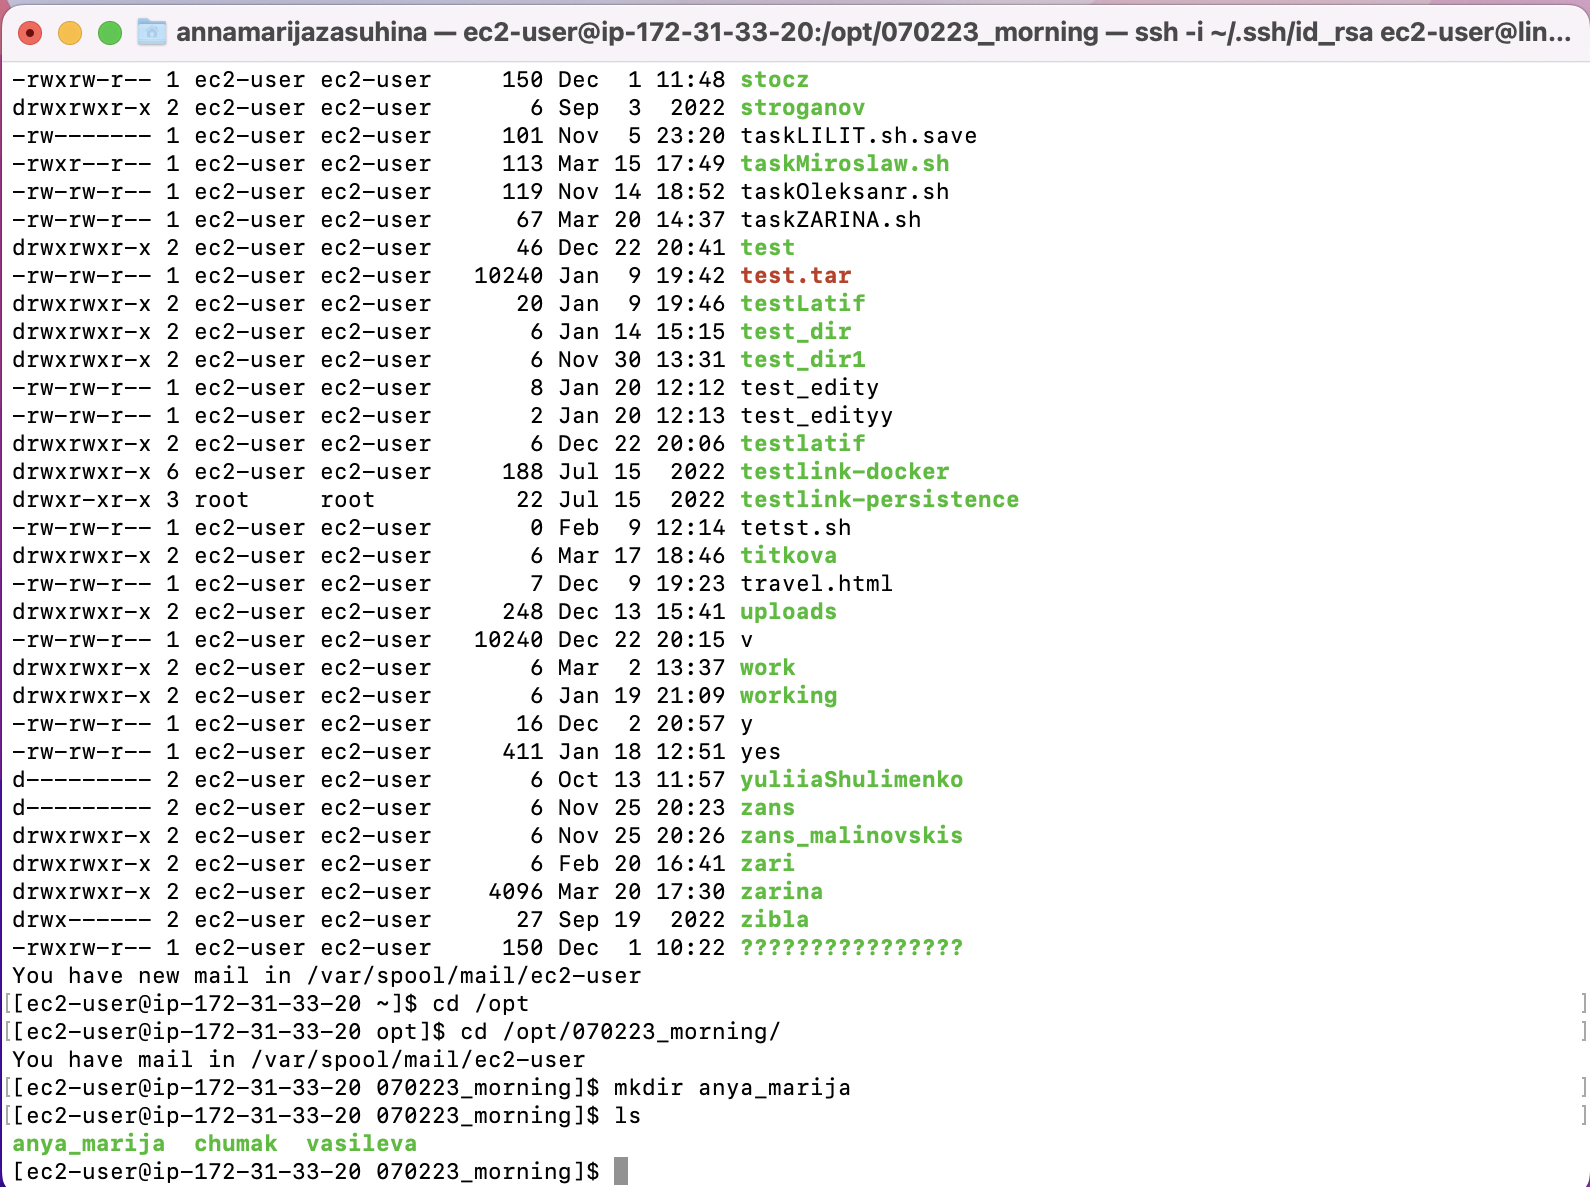 annamarijazasuhina — ec2-user@ip-172-31-33-20:/opt/070223_morning — ssh -i ~/.ssh/id_rsa ec2-user@lin...
-rwxrw-r-- 1 ec2-user ec2-user     150 Dec  1 11:48 stocz
drwxrwxr-x 2 ec2-user ec2-user       6 Sep  3  2022 stroganov
-rw------- 1 ec2-user ec2-user     101 Nov  5 23:20 taskLILIT.sh.save
-rwxr--r-- 1 ec2-user ec2-user     113 Mar 15 17:49 taskMiroslaw.sh
-rw-rw-r-- 1 ec2-user ec2-user     119 Nov 14 18:52 taskOleksanr.sh
-rw-rw-r-- 1 ec2-user ec2-user      67 Mar 20 14:37 taskZARINA.sh
drwxrwxr-x 2 ec2-user ec2-user      46 Dec 22 20:41 test
-rw-rw-r-- 1 ec2-user ec2-user   10240 Jan  9 19:42 test.tar
drwxrwxr-x 2 ec2-user ec2-user      20 Jan  9 19:46 testLatif
drwxrwxr-x 2 ec2-user ec2-user       6 Jan 14 15:15 test_dir
drwxrwxr-x 2 ec2-user ec2-user       6 Nov 30 13:31 test_dir1
-rw-rw-r-- 1 ec2-user ec2-user       8 Jan 20 12:12 test_edity
-rw-rw-r-- 1 ec2-user ec2-user       2 Jan 20 12:13 test_edityy
drwxrwxr-x 2 ec2-user ec2-user       6 Dec 22 20:06 testlatif
drwxrwxr-x 6 ec2-user ec2-user     188 Jul 15  2022 testlink-docker
drwxr-xr-x 3 root     root          22 Jul 15  2022 testlink-persistence
-rw-rw-r-- 1 ec2-user ec2-user       0 Feb  9 12:14 tetst.sh
drwxrwxr-x 2 ec2-user ec2-user       6 Mar 17 18:46 titkova
-rw-rw-r-- 1 ec2-user ec2-user       7 Dec  9 19:23 travel.html
drwxrwxr-x 2 ec2-user ec2-user     248 Dec 13 15:41 uploads
-rw-rw-r-- 1 ec2-user ec2-user   10240 Dec 22 20:15 v
drwxrwxr-x 2 ec2-user ec2-user       6 Mar  2 13:37 work
drwxrwxr-x 2 ec2-user ec2-user       6 Jan 19 21:09 working
-rw-rw-r-- 1 ec2-user ec2-user      16 Dec  2 20:57 y
-rw-rw-r-- 1 ec2-user ec2-user     411 Jan 18 12:51 yes
d--------- 2 ec2-user ec2-user       6 Oct 13 11:57 yuliiaShulimenko
d--------- 2 ec2-user ec2-user       6 Nov 25 20:23 zans
drwxrwxr-x 2 ec2-user ec2-user       6 Nov 25 20:26 zans_malinovskis
drwxrwxr-x 2 ec2-user ec2-user       6 Feb 20 16:41 zari
drwxrwxr-x 2 ec2-user ec2-user    4096 Mar 20 17:30 zarina
drwx------ 2 ec2-user ec2-user      27 Sep 19  2022 zibla
-rwxrw-r-- 1 ec2-user ec2-user     150 Dec  1 10:22 ????????????????
You have new mail in /var/spool/mail/ec2-user
[[ec2-user@ip-172-31-33-20 ~]$ cd /opt ]
[[ec2-user@ip-172-31-33-20 opt]$ cd /opt/070223_morning/ ]
You have mail in /var/spool/mail/ec2-user
[[ec2-user@ip-172-31-33-20 070223_morning]$ mkdir anya_marija ]
[[ec2-user@ip-172-31-33-20 070223_morning]$ ls ]
anya_marija  chumak  vasileva
[ec2-user@ip-172-31-33-20 070223_morning]$